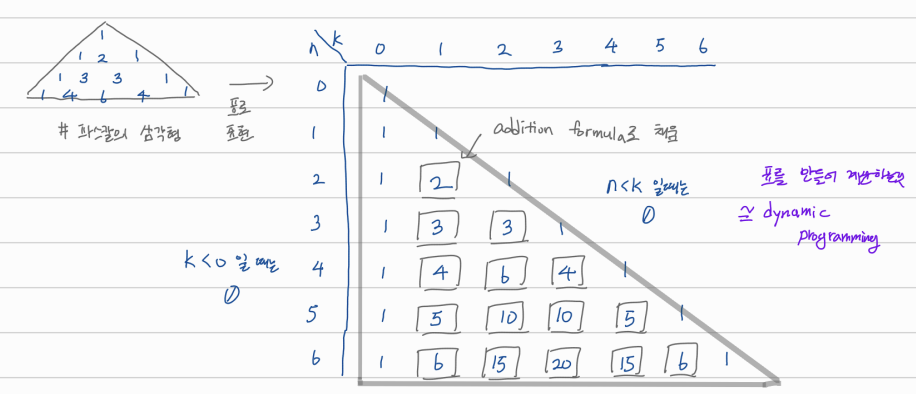 1
1 2 1
1 3 3 1
1 4 6 4 1
# 파스칼의 삼각형
표로
표현
n k 0 1 2 3 4 5 6
0 1
1 1 1
addition formula로 채움
2 1 2 1
3 1 3 3 1
4 1 4 6 4 1
5 1 5 10 10 5 1
6 1 6 15 20 15 6 1
k<0 일 때는
0
n<k 일때는
0
표를 만들어 계산하는것
≅ dynamic
programming